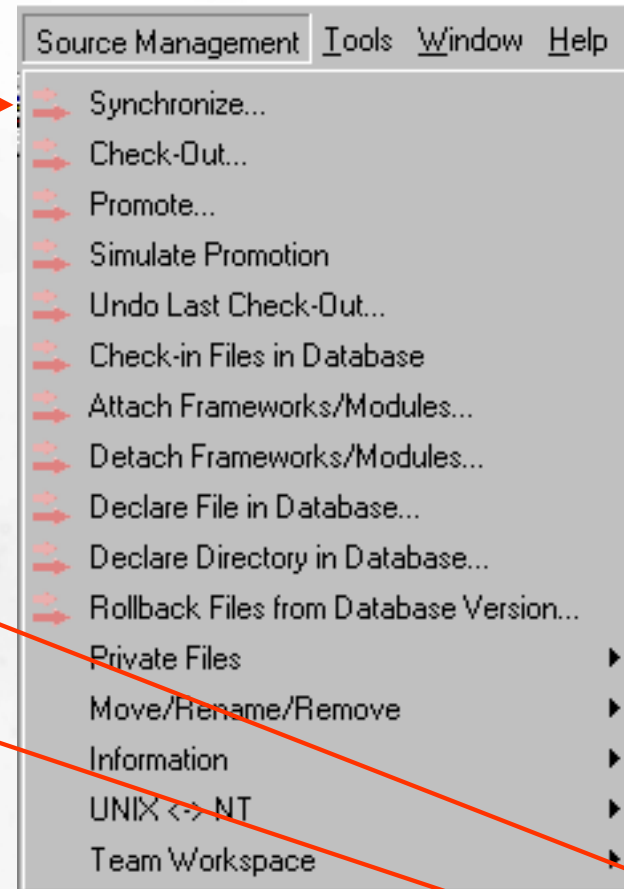 Source Management Tools Window Help
Synchronize...
Check-Out...
Promote...
Simulate Promotion
Undo Last Check-Out...
Check-in Files in Database
Attach Frameworks/Modules...
Detach Frameworks/Modules...
Declare File in Database...
Declare Directory in Database...
Rollback Files from Database Version...
Private Files
Move/Rename/Remove
Information
UNIX <-> NT
Team Workspace